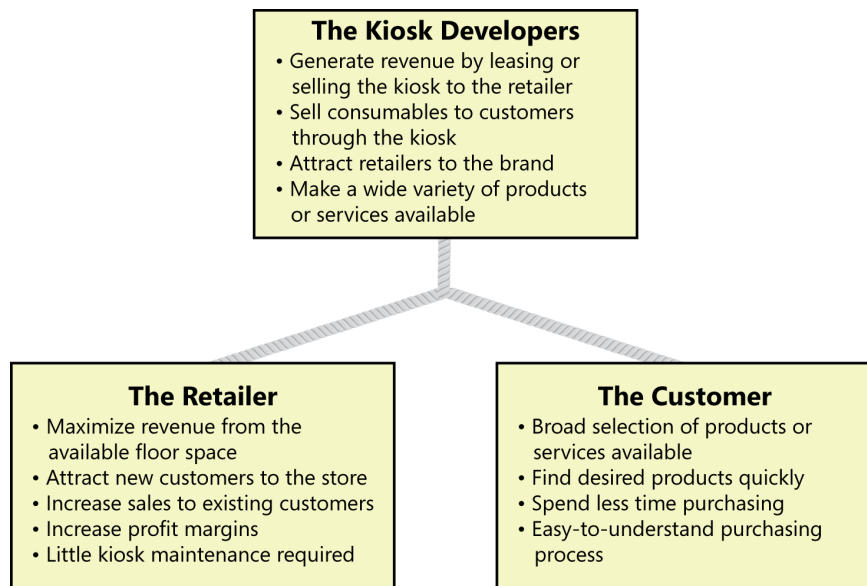 The Kiosk Developers
• Generate revenue by leasing or
selling the kiosk to the retailer
• Sell consumables to customers
through the kiosk
• Attract retailers to the brand
• Make a wide variety of products
or services available
The Retailer
• Maximize revenue from the
available floor space
• Attract new customers to the store
• Increase sales to existing customers
• Increase profit margins
• Little kiosk maintenance required
The Customer
• Broad selection of products or
services available
• Find desired products quickly
• Spend less time purchasing
• Easy-to-understand purchasing
process